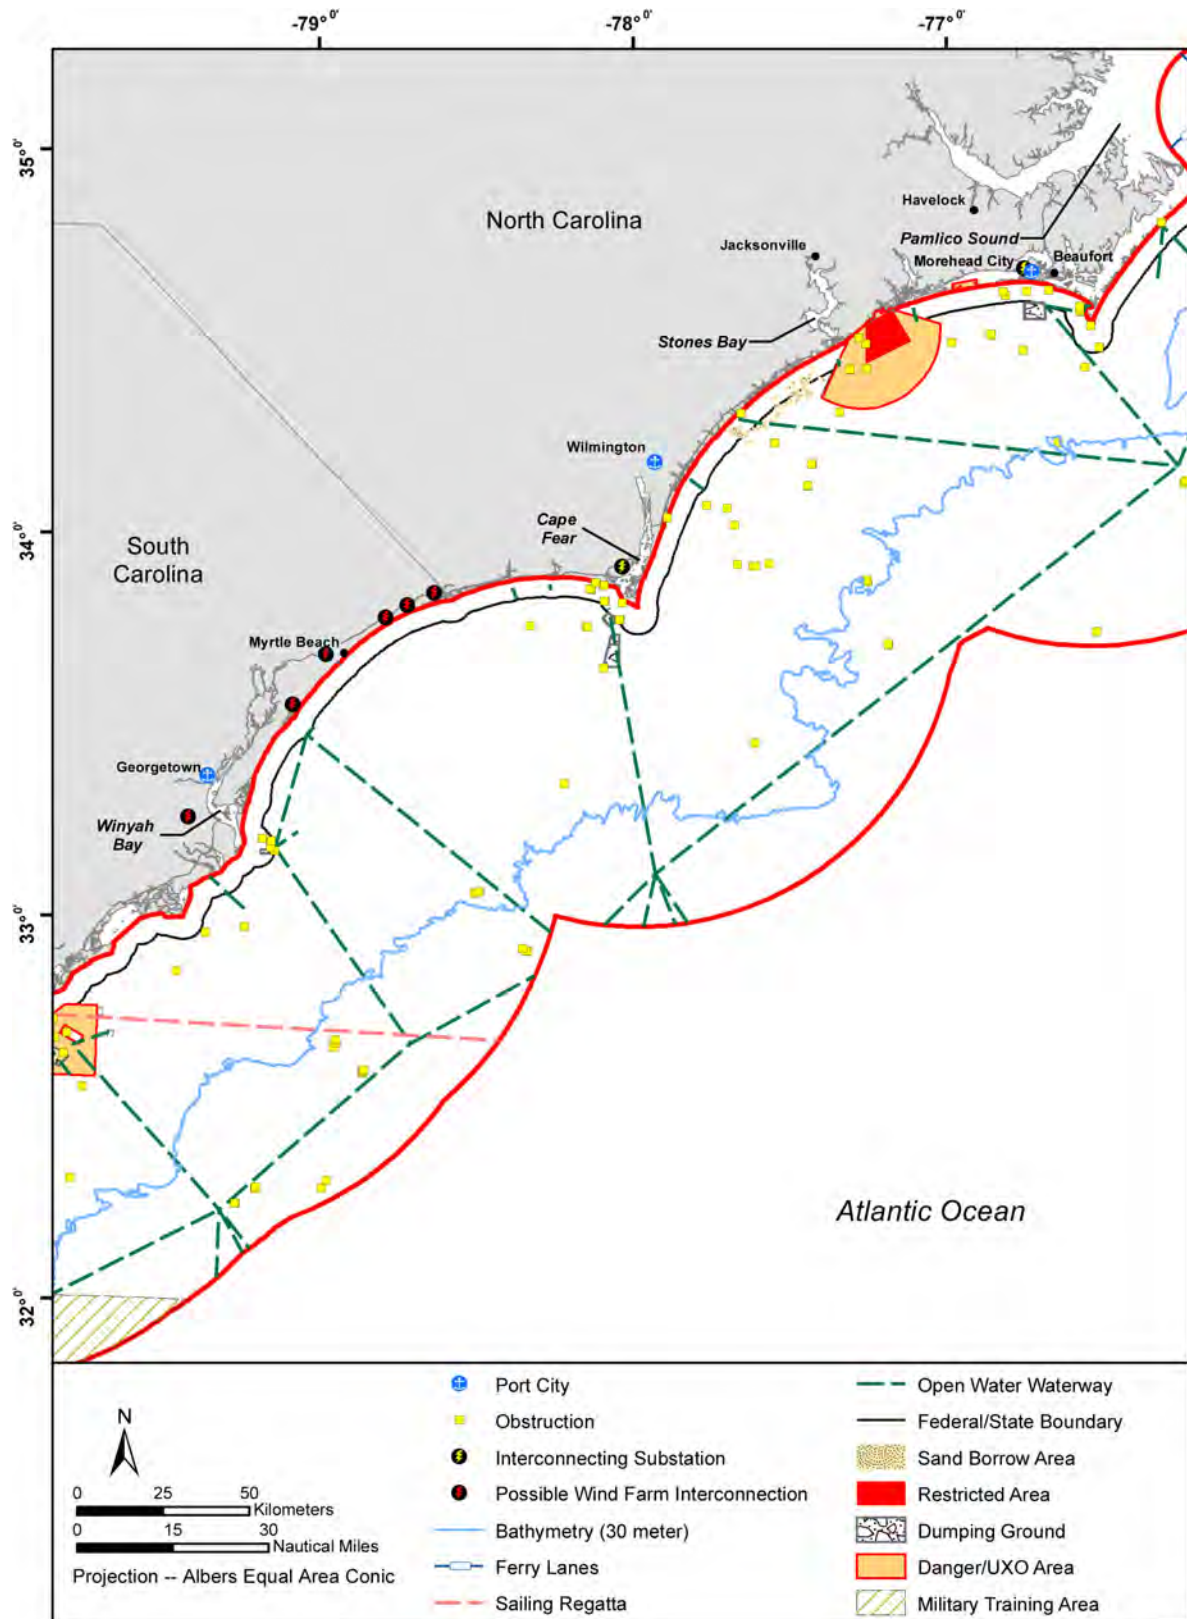 -79°0'
-78°0'
-77°0'
35°0'
34°0'
33°0'
32°0'
North Carolina
Havelock
Jacksonville
Pamlico Sound
Morehead City
Beaufort
Stones Bay
Wilmington
Cape
Fear
South
Carolina
Myrtle Beach
Georgetown
Winyah
Bay
Atlantic Ocean
N
0 25 50
Kilometers
0 15 30
Nautical Miles
Projection -- Albers Equal Area Conic
Port City
Obstruction
Interconnecting Substation
Possible Wind Farm Interconnection
Bathymetry (30 meter)
Ferry Lanes
Sailing Regatta
Open Water Waterway
Federal/State Boundary
Sand Borrow Area
Restricted Area
Dumping Ground
Danger/UXO Area
Military Training Area